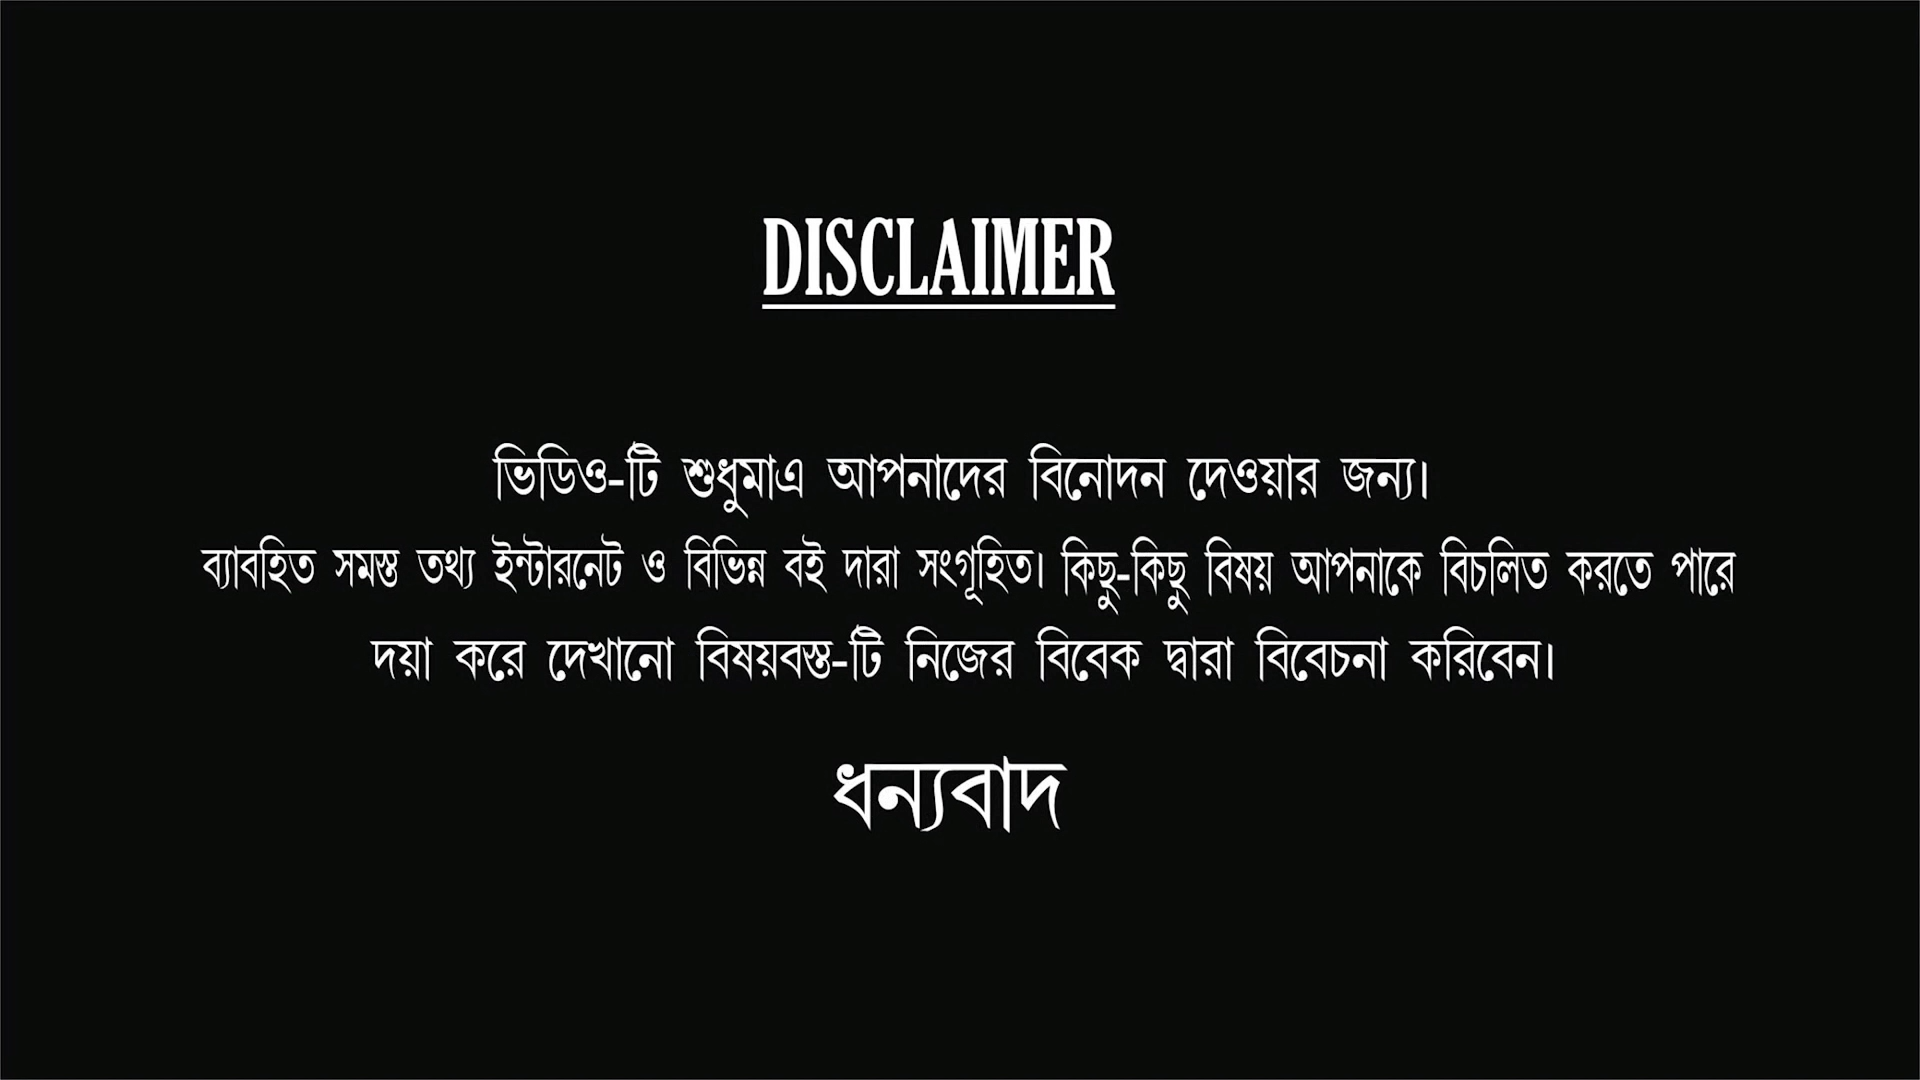 DISCLAIMER
ভিডিও-টি শুধুমাএ আপনাদের বিনোদন দেওয়ার জন্য।
ব্যাবহিত সমস্ত তথ্য ইন্টারনেট ও বিভিন্ন বই দারা সংগূহিত। কিছু-কিছু বিষয় আপনাকে বিচলিত করতে পারে
দয়া করে দেখানো বিষয়বস্তু-টি নিজের বিবেক দ্বারা বিবেচনা করিবেন।
ধন্যবাদ